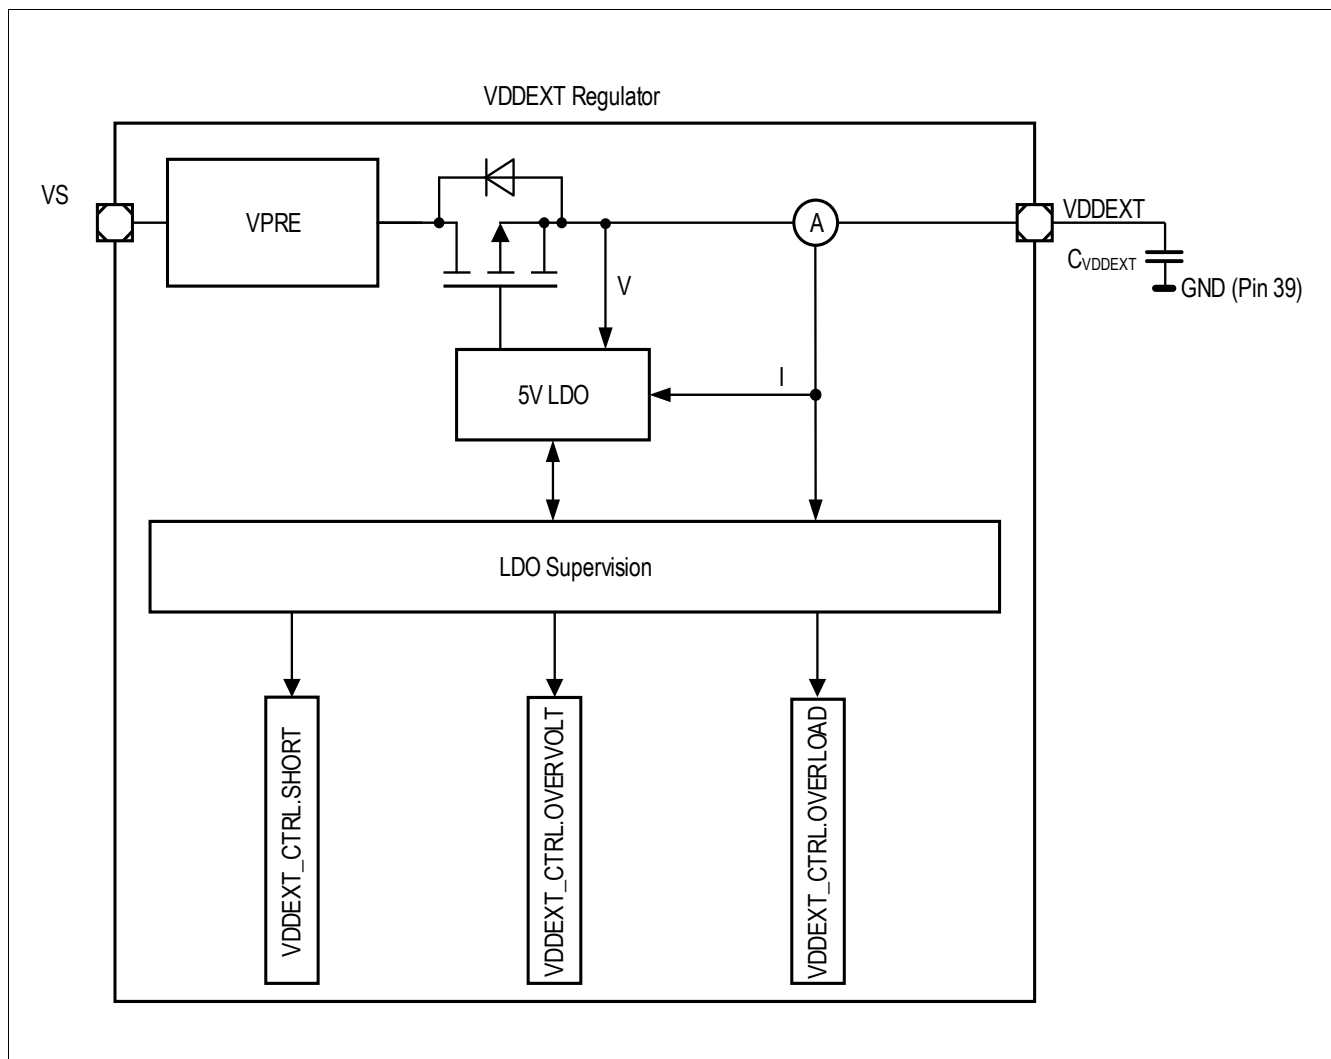 VDDEXT Regulator
VS
VPRE
VDDEXT
A
CVDDEXT
GND (Pin 39)
V
I
5V LDO
LDO Supervision
VDDEXT_CTRL.SHORT
VDDEXT_CTRL.OVERVOLT
VDDEXT_CTRL.OVERLOAD